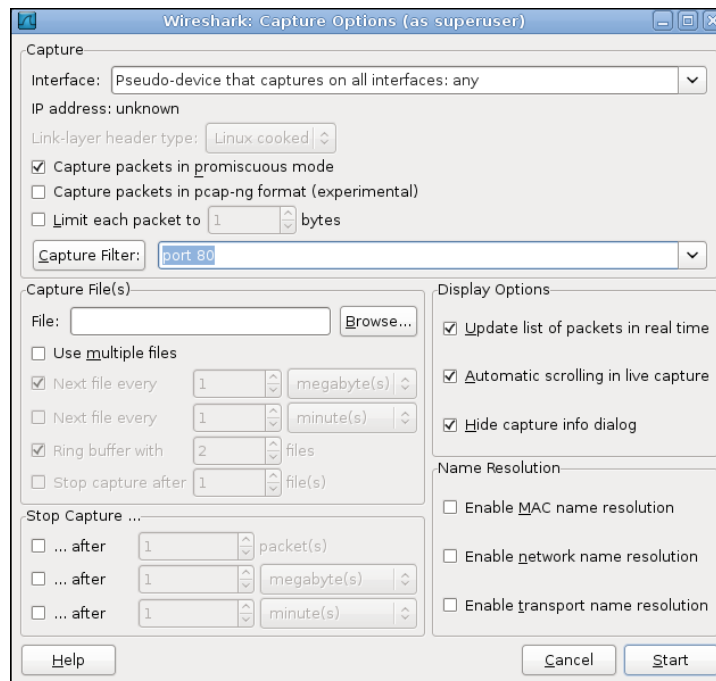 Wireshark: Capture Options (as superuser)
Capture
Interface: Pseudo-device that captures on all interfaces: any
IP address: unknown
Link-layer header type: Linux cooked
Capture packets in promiscuous mode
Capture packets in pcap-ng format (experimental)
Limit each packet to 1 bytes
Capture Filter: port 80
Capture File(s)
File: Browse...
Use multiple files
Next file every 1 megabyte(s)
Next file every 1 minute(s)
Ring buffer with 2 files
Stop capture after 1 file(s)
Stop Capture ...
... after 1 packet(s)
... after 1 megabyte(s)
... after 1 minute(s)
Display Options
Update list of packets in real time
Automatic scrolling in live capture
Hide capture info dialog
Name Resolution
Enable MAC name resolution
Enable network name resolution
Enable transport name resolution
Help Cancel Start